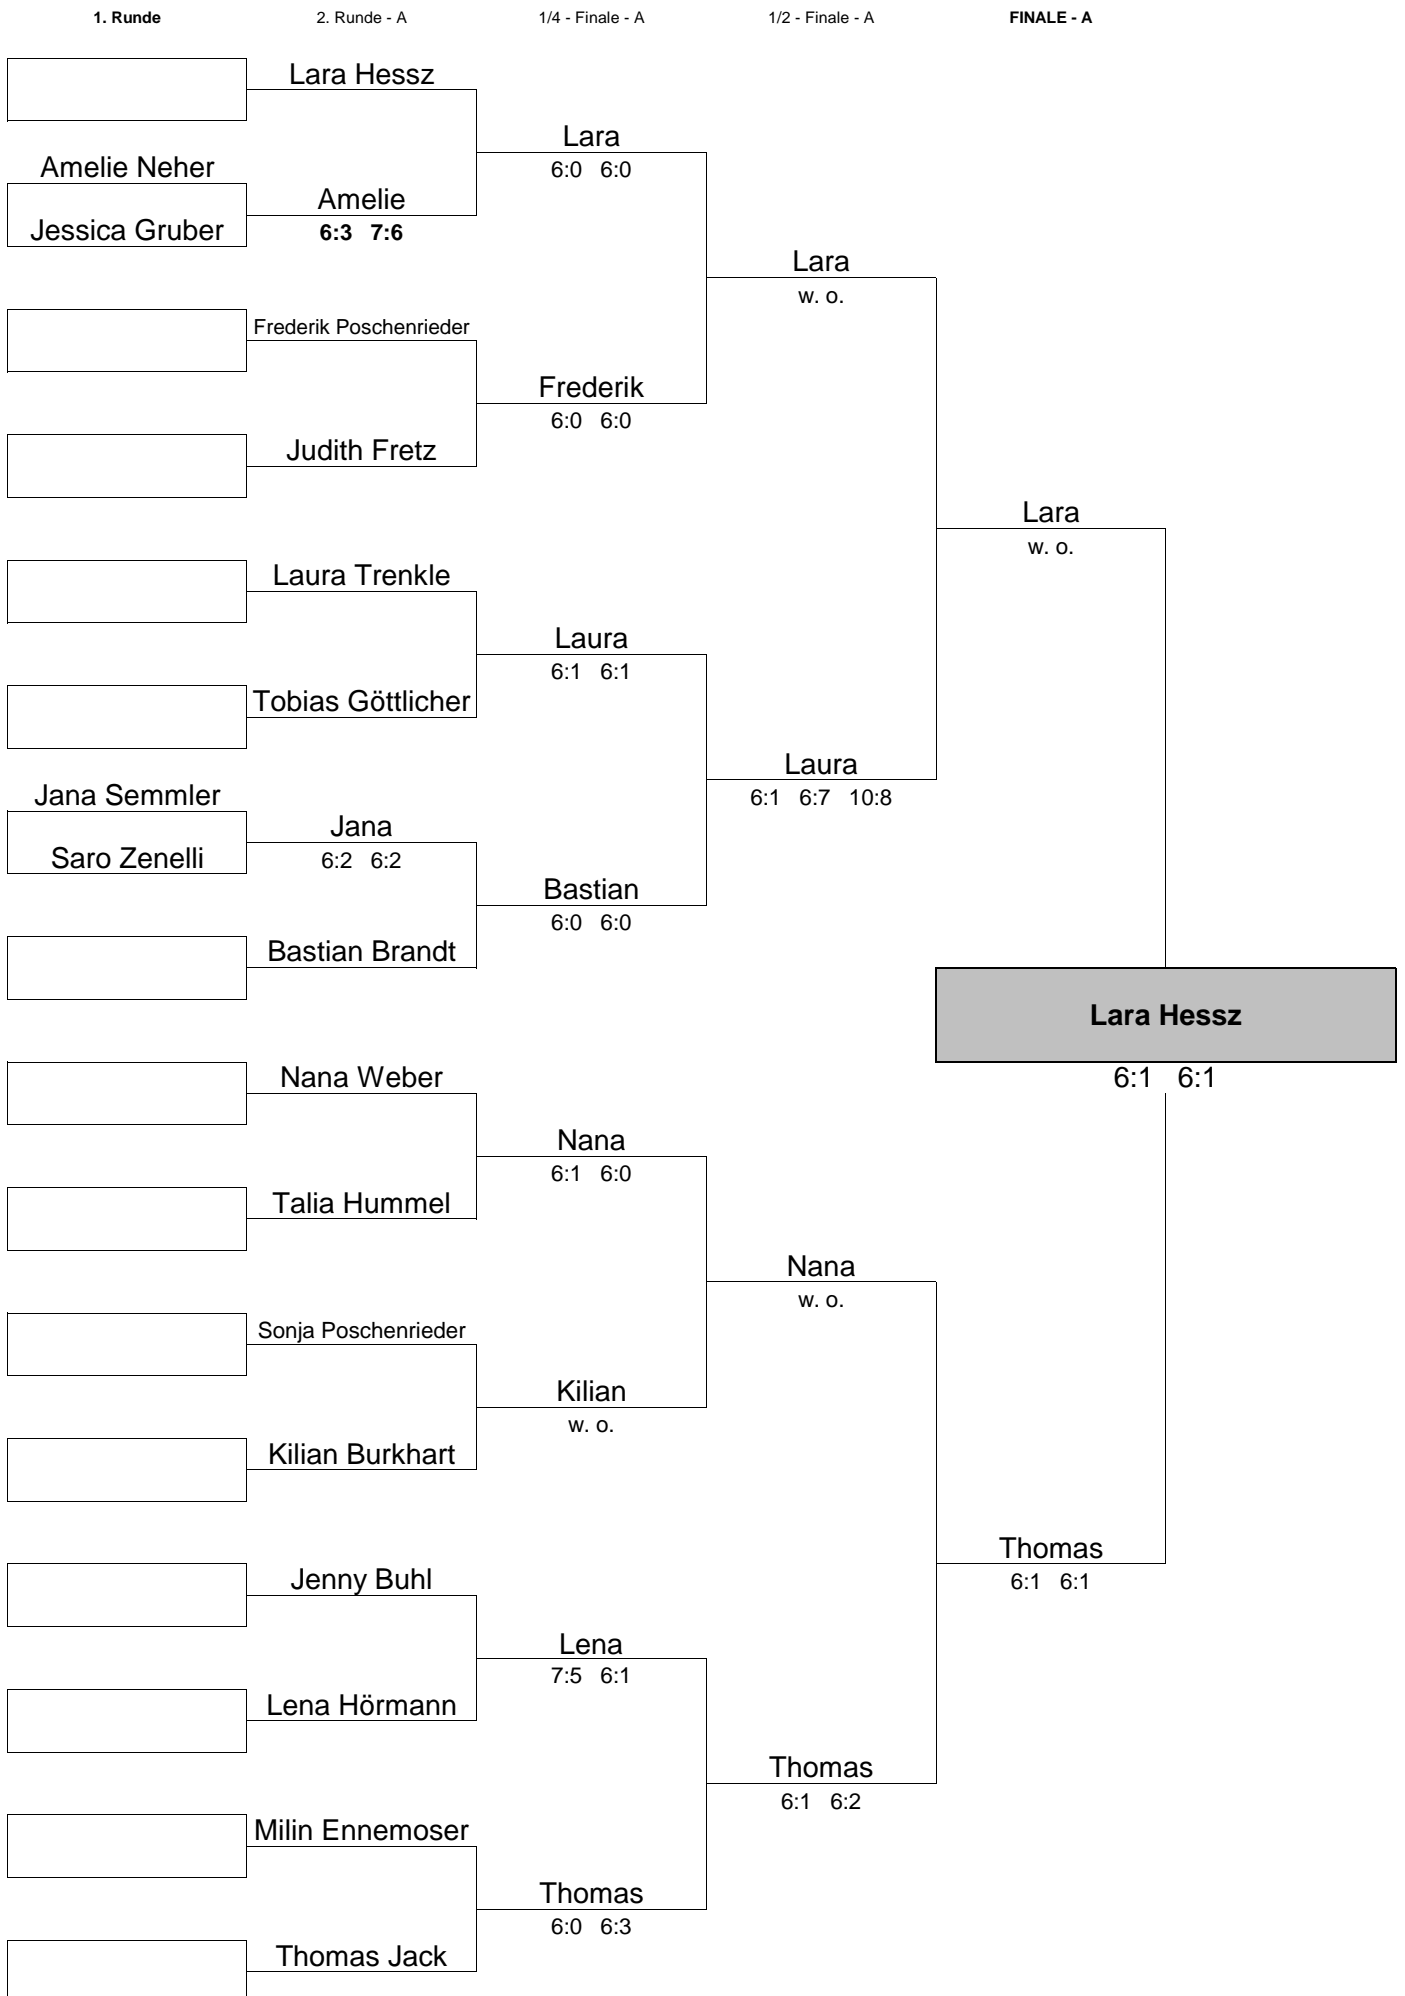 1. Runde 2. Runde - A 1/4 - Finale - A 1/2 - Finale - A FINALE - A
Lara Hessz
Lara
6:0 6:0
Amelie Neher
Amelie
Jessica Gruber
6:3 7:6
Lara
w. o.
Frederik Poschenrieder
Frederik
6:0 6:0
Judith Fretz
Lara
w. o.
Laura Trenkle
Laura
6:1 6:1
Tobias Göttlicher
Laura
6:1 6:7 10:8
Jana Semmler
Jana
Saro Zenelli
6:2 6:2
Bastian
6:0 6:0
Bastian Brandt
Lara Hessz
6:1 6:1
Nana Weber
Nana
6:1 6:0
Talia Hummel
Nana
w. o.
Sonja Poschenrieder
Kilian
w. o.
Kilian Burkhart
Thomas
6:1 6:1
Jenny Buhl
Lena
7:5 6:1
Lena Hörmann
Thomas
6:1 6:2
Milin Ennemoser
Thomas
6:0 6:3
Thomas Jack